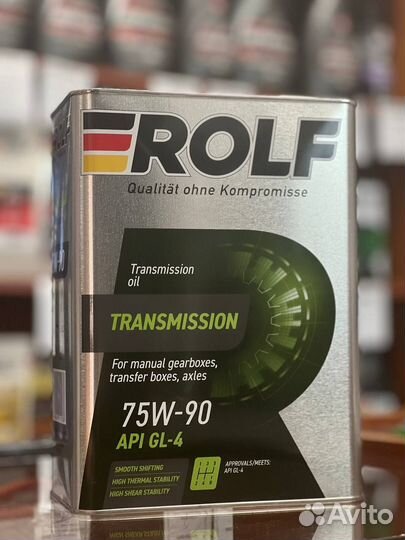 ROLF
Qualität ohne Kompromisse
Transmission
oil
TRANSMISSION
For manual gearboxes,
transfer boxes, axles
75W-90
API GL-4
SMOOTH SHIFTING
HIGH THERMAL STABILITY
HIGH SHEAR STABILITY
APPROVALS/MEETS:
API GL-4
Avito